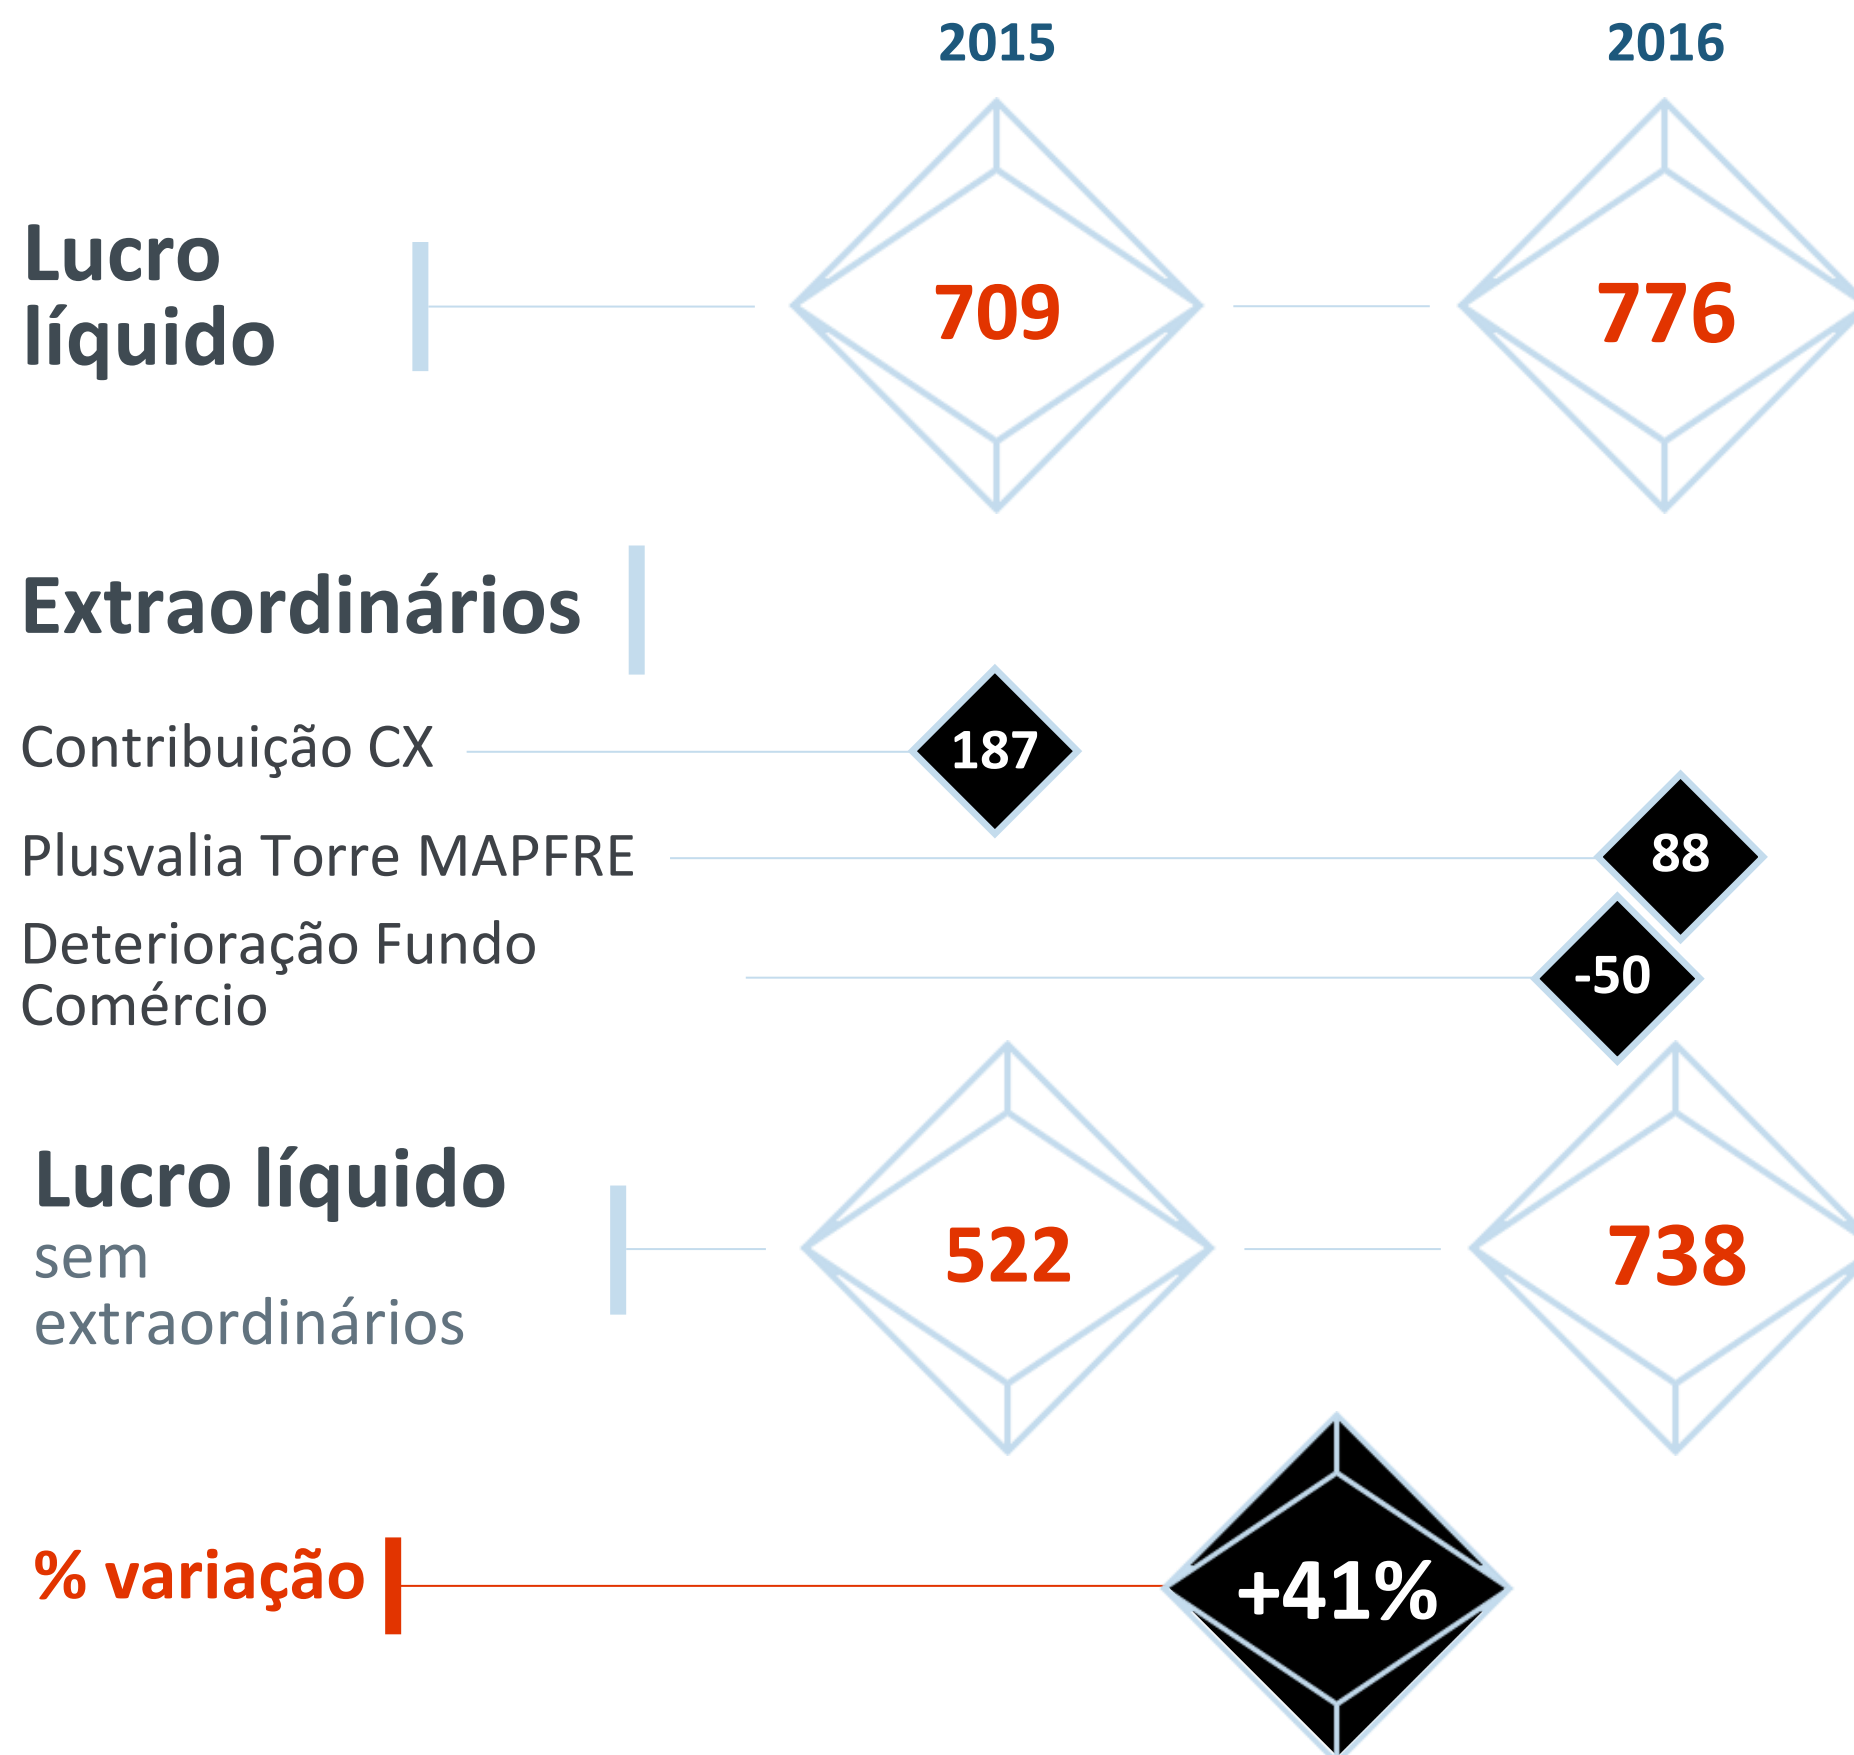 2015 2016
Lucro
líquido
709 776
Extraordinários
Contribuição CX 187
Plusvalia Torre MAPFRE 88
Deterioração Fundo
Comércio
-50
Lucro líquido
sem
extraordinários
522 738
% variação +41%